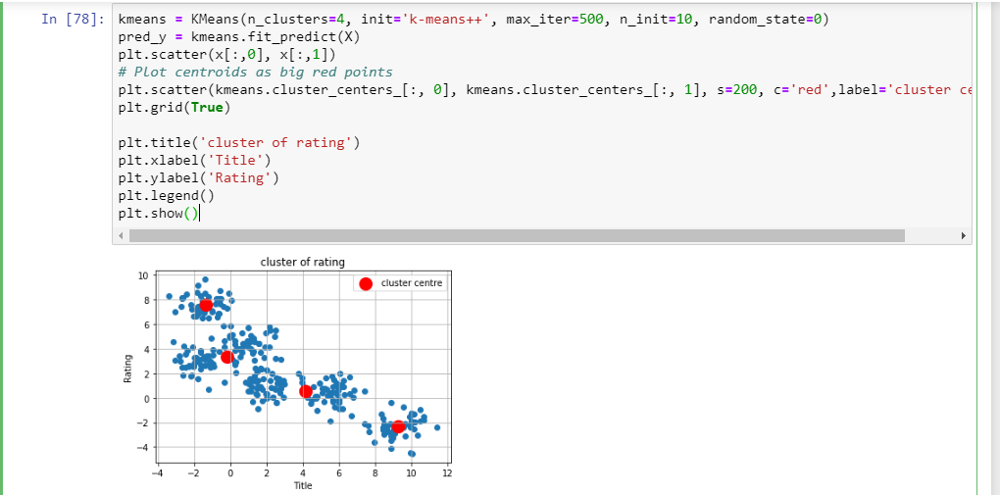 In [78]: kmeans = KMeans(n_clusters=4, init='k-means++', max_iter=500, n_init=10, random_state=0)
pred_y = kmeans.fit_predict(X)
plt.scatter(x[:,0], x[:,1])
# Plot centroids as big red points
plt.scatter(kmeans.cluster_centers_[:, 0], kmeans.cluster_centers_[:, 1], s=200, c='red',label='cluster ce
plt.grid(True)
plt.title('cluster of rating')
plt.xlabel('Title')
plt.ylabel('Rating')
plt.legend()
plt.show()
cluster of rating
cluster centre
10
8
6
4
2
0
−2
−4
Rating
−4 −2 0 2 4 6 8 10 12
Title